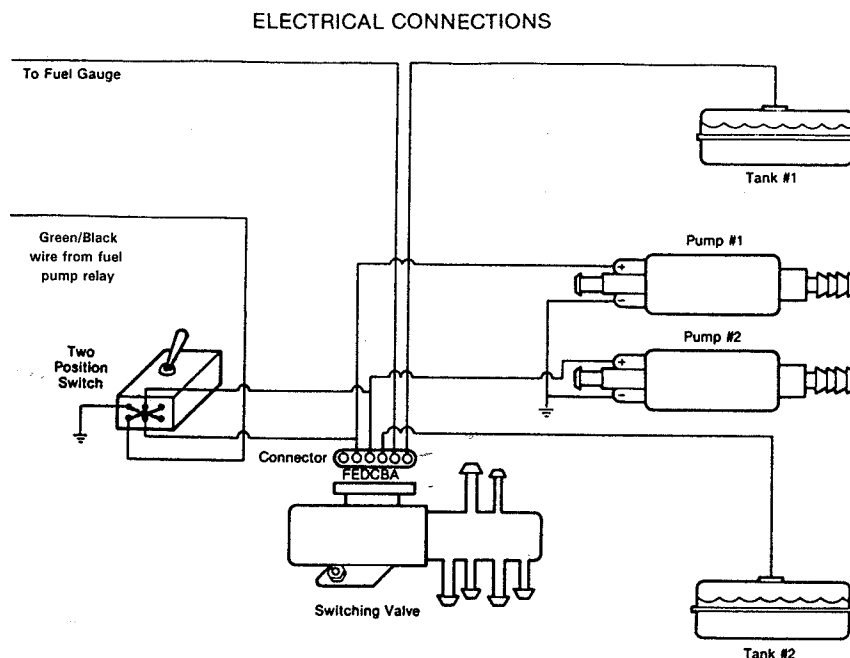 ELECTRICAL CONNECTIONS
To Fuel Gauge
Tank #1
Green/Black
wire from fuel
pump relay
Pump #1
+
−
Two
Position
Switch
Pump #2
+
−
Connector
FEDCBA
Switching Valve
Tank #2